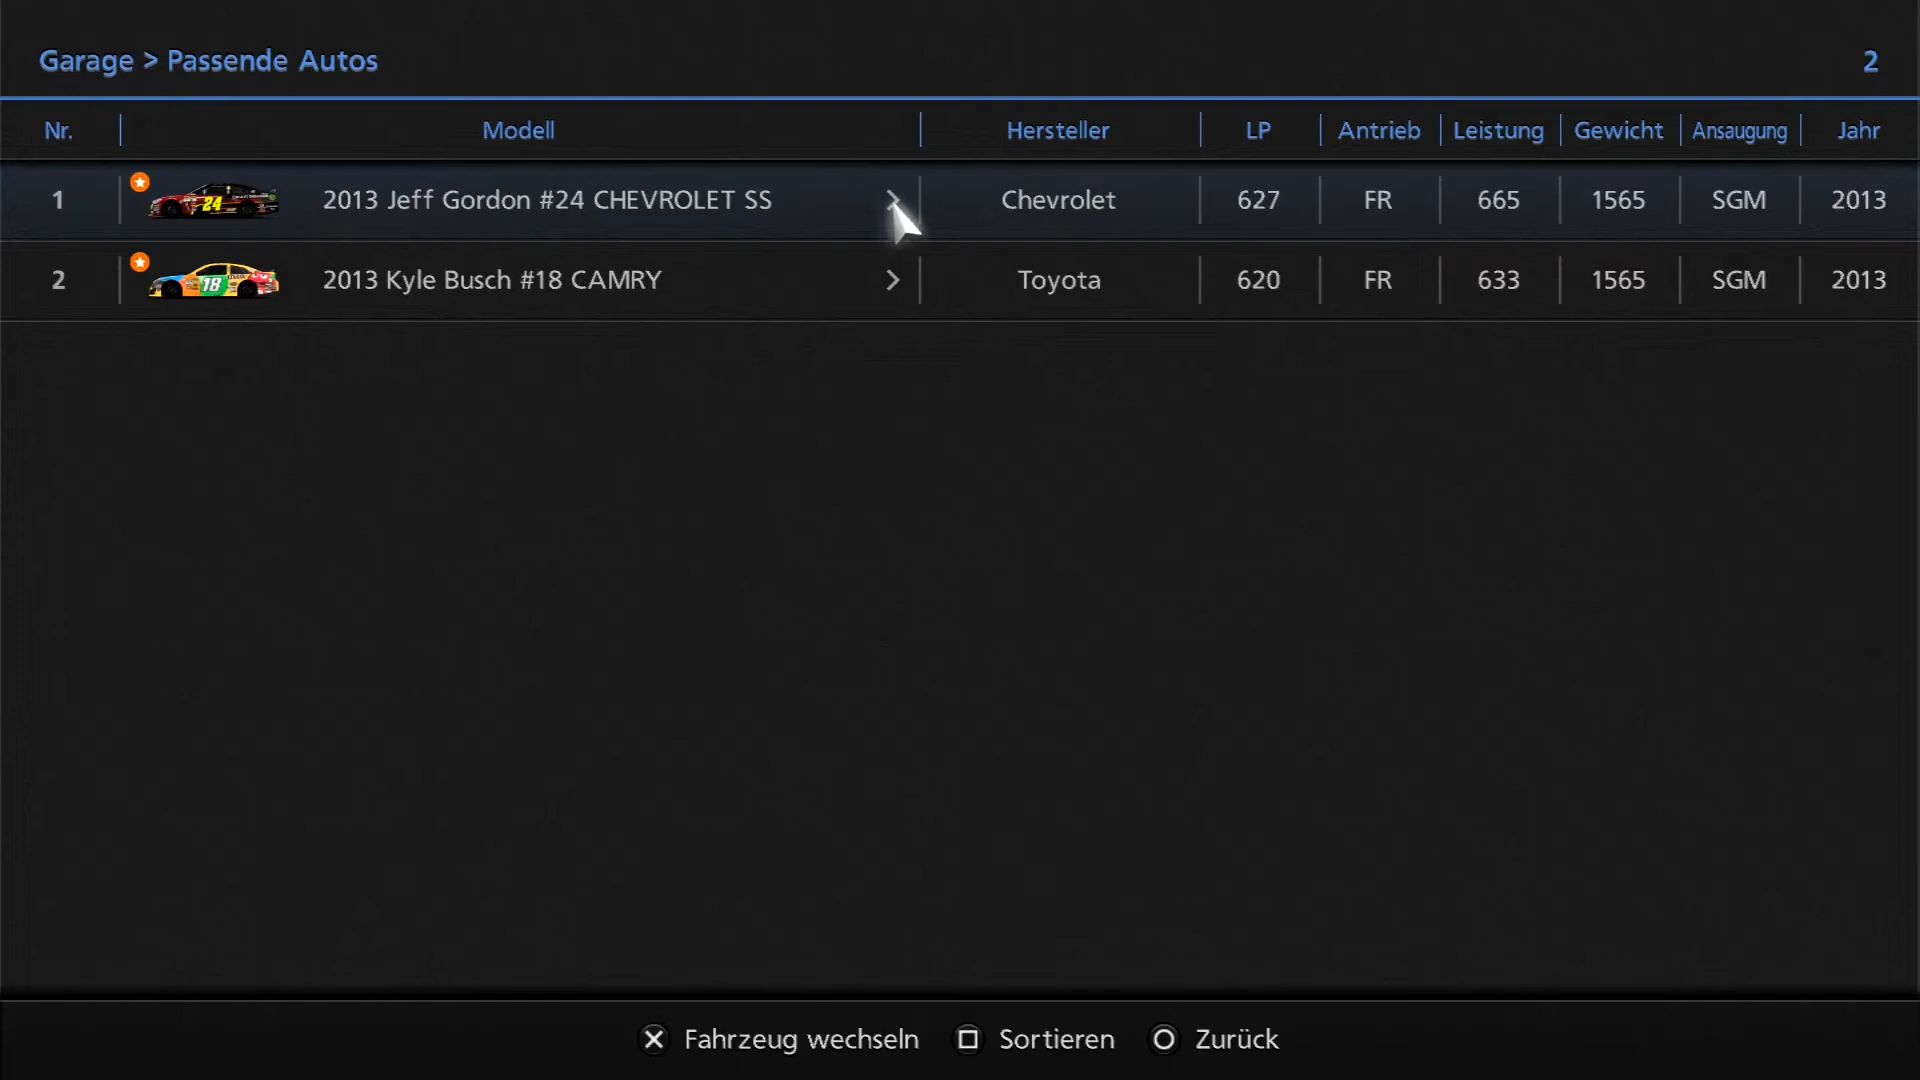 Garage > Passende Autos 2
Nr. Modell Hersteller LP Antrieb Leistung Gewicht Ansaugung Jahr
1 24 2013 Jeff Gordon #24 CHEVROLET SS Chevrolet 627 FR 665 1565 SGM 2013
2 18 2013 Kyle Busch #18 CAMRY Toyota 620 FR 633 1565 SGM 2013
Fahrzeug wechseln Sortieren Zurück